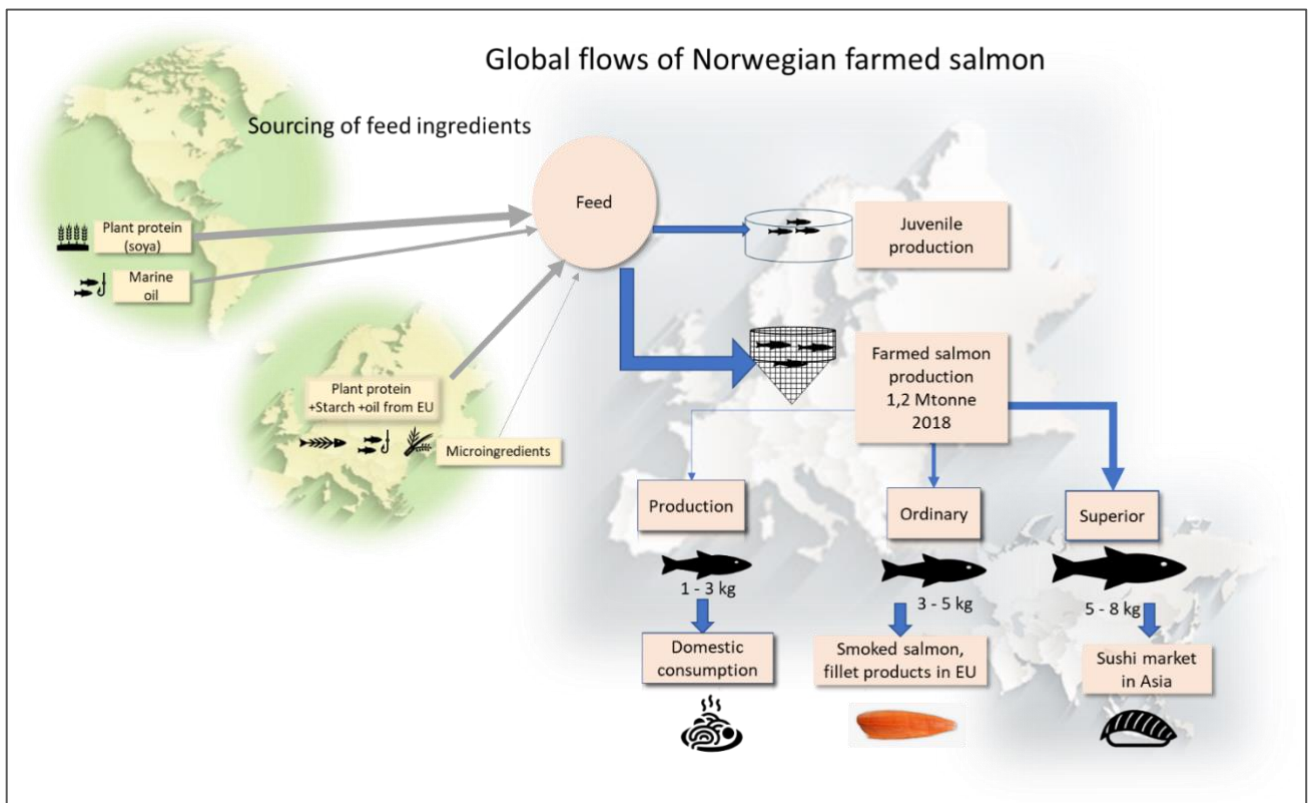 Global flows of Norwegian farmed salmon
Sourcing of feed ingredients
Feed
Plant protein
(soya)
Marine
oil
Juvenile
production
Plant protein
+Starch +oil from EU
Microingredients
Farmed salmon
production
1,2 Mtonne
2018
Production
Ordinary
Superior
1 - 3 kg
3 - 5 kg
5 - 8 kg
Domestic
consumption
Smoked salmon,
fillet products in EU
Sushi market
in Asia